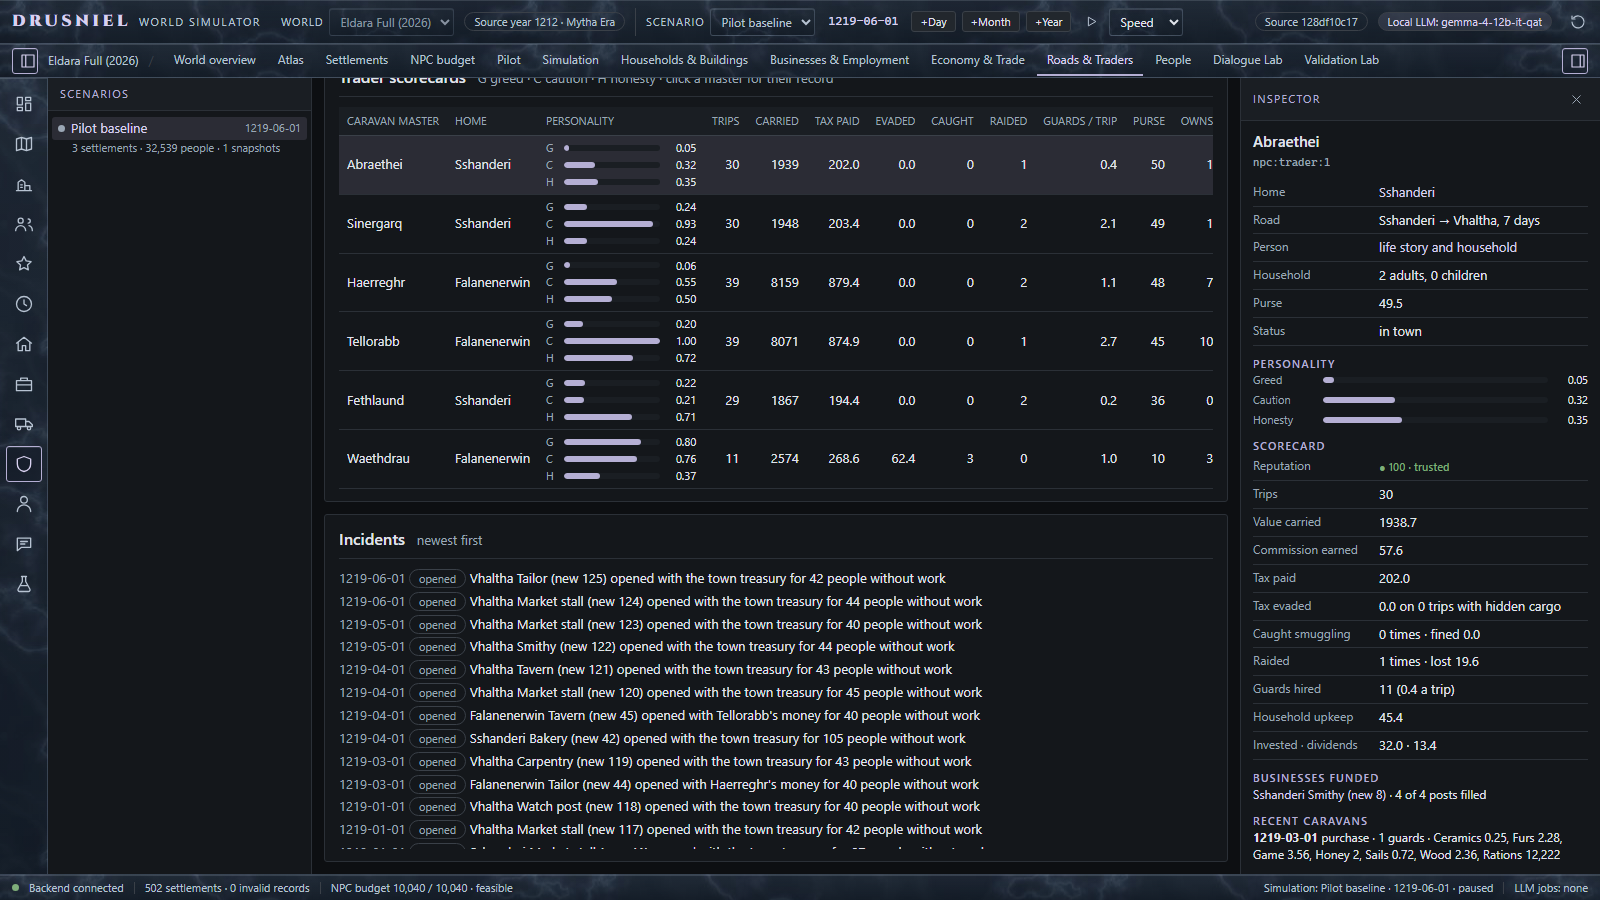 DRUSNIEL WORLD SIMULATOR WORLD Eldara Full (2026) Source year 1212 · Mytha Era SCENARIO Pilot baseline 1219-06-01 +Day +Month +Year Speed Source 128df10c17 Local LLM: gemma-4-12b-it-qat
Eldara Full (2026) / World overview Atlas Settlements NPC budget Pilot Simulation Households & Buildings Businesses & Employment Economy & Trade Roads & Traders People Dialogue Lab Validation Lab
SCENARIOS
Pilot baseline 1219-06-01
3 settlements · 32,539 people · 1 snapshots
Trader scorecards G greed · C caution · H honesty · click a master for their record
CARAVAN MASTER HOME PERSONALITY TRIPS CARRIED TAX PAID EVADED CAUGHT RAIDED GUARDS / TRIP PURSE OWNS
G 0.05
Abraethei Sshanderi C 0.32 30 1939 202.0 0.0 0 1 0.4 50 1
H 0.35
G 0.24
Sinergarq Sshanderi C 0.93 30 1948 203.4 0.0 0 2 2.1 49 1
H 0.24
G 0.06
Haerreghr Falanenerwin C 0.55 39 8159 879.4 0.0 0 2 1.1 48 7
H 0.50
G 0.20
Tellorabb Falanenerwin C 1.00 39 8071 874.9 0.0 0 1 2.7 45 10
H 0.72
G 0.22
Fethlaund Sshanderi C 0.21 29 1867 194.4 0.0 0 2 0.2 36 0
H 0.71
G 0.80
Waethdrau Falanenerwin C 0.76 11 2574 268.6 62.4 3 0 1.0 10 3
H 0.37
Incidents newest first
1219-06-01 opened Vhaltha Tailor (new 125) opened with the town treasury for 42 people without work
1219-06-01 opened Vhaltha Market stall (new 124) opened with the town treasury for 44 people without work
1219-05-01 opened Vhaltha Market stall (new 123) opened with the town treasury for 40 people without work
1219-05-01 opened Vhaltha Smithy (new 122) opened with the town treasury for 44 people without work
1219-04-01 opened Vhaltha Tavern (new 121) opened with the town treasury for 43 people without work
1219-04-01 opened Vhaltha Market stall (new 120) opened with the town treasury for 45 people without work
1219-04-01 opened Falanenerwin Tavern (new 45) opened with Tellorabb's money for 40 people without work
1219-04-01 opened Sshanderi Bakery (new 42) opened with the town treasury for 105 people without work
1219-03-01 opened Vhaltha Carpentry (new 119) opened with the town treasury for 43 people without work
1219-03-01 opened Falanenerwin Tailor (new 44) opened with Haerreghr's money for 40 people without work
1219-01-01 opened Vhaltha Watch post (new 118) opened with the town treasury for 40 people without work
1219-01-01 opened Vhaltha Market stall (new 117) opened with the town treasury for 42 people without work
INSPECTOR
Abraethei
npc:trader:1
Home Sshanderi
Road Sshanderi → Vhaltha, 7 days
Person life story and household
Household 2 adults, 0 children
Purse 49.5
Status in town
PERSONALITY
Greed 0.05
Caution 0.32
Honesty 0.35
SCORECARD
Reputation 100 · trusted
Trips 30
Value carried 1938.7
Commission earned 57.6
Tax paid 202.0
Tax evaded 0.0 on 0 trips with hidden cargo
Caught smuggling 0 times · fined 0.0
Raided 1 times · lost 19.6
Guards hired 11 (0.4 a trip)
Household upkeep 45.4
Invested · dividends 32.0 · 13.4
BUSINESSES FUNDED
Sshanderi Smithy (new 8) · 4 of 4 posts filled
RECENT CARAVANS
1219-03-01 purchase · 1 guards · Ceramics 0.25, Furs 2.28,
Game 3.56, Honey 2, Sails 0.72, Wood 2.36, Rations 12,222
Backend connected 502 settlements · 0 invalid records NPC budget 10,040 / 10,040 · feasible Simulation: Pilot baseline · 1219-06-01 · paused LLM jobs: none